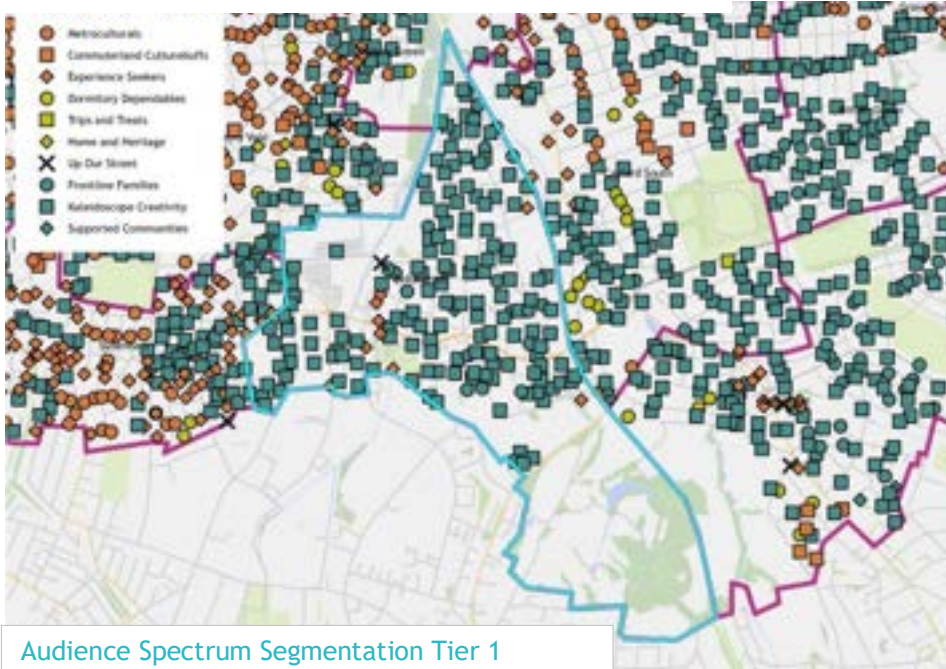 Metroculturals
Commuterland Culturebuffs
Experience Seekers
Dormitory Dependables
Trips and Treats
Home and Heritage
Up Our Street
Frontline Families
Kaleidoscope Creativity
Supported Communities
South
Audience Spectrum Segmentation Tier 1